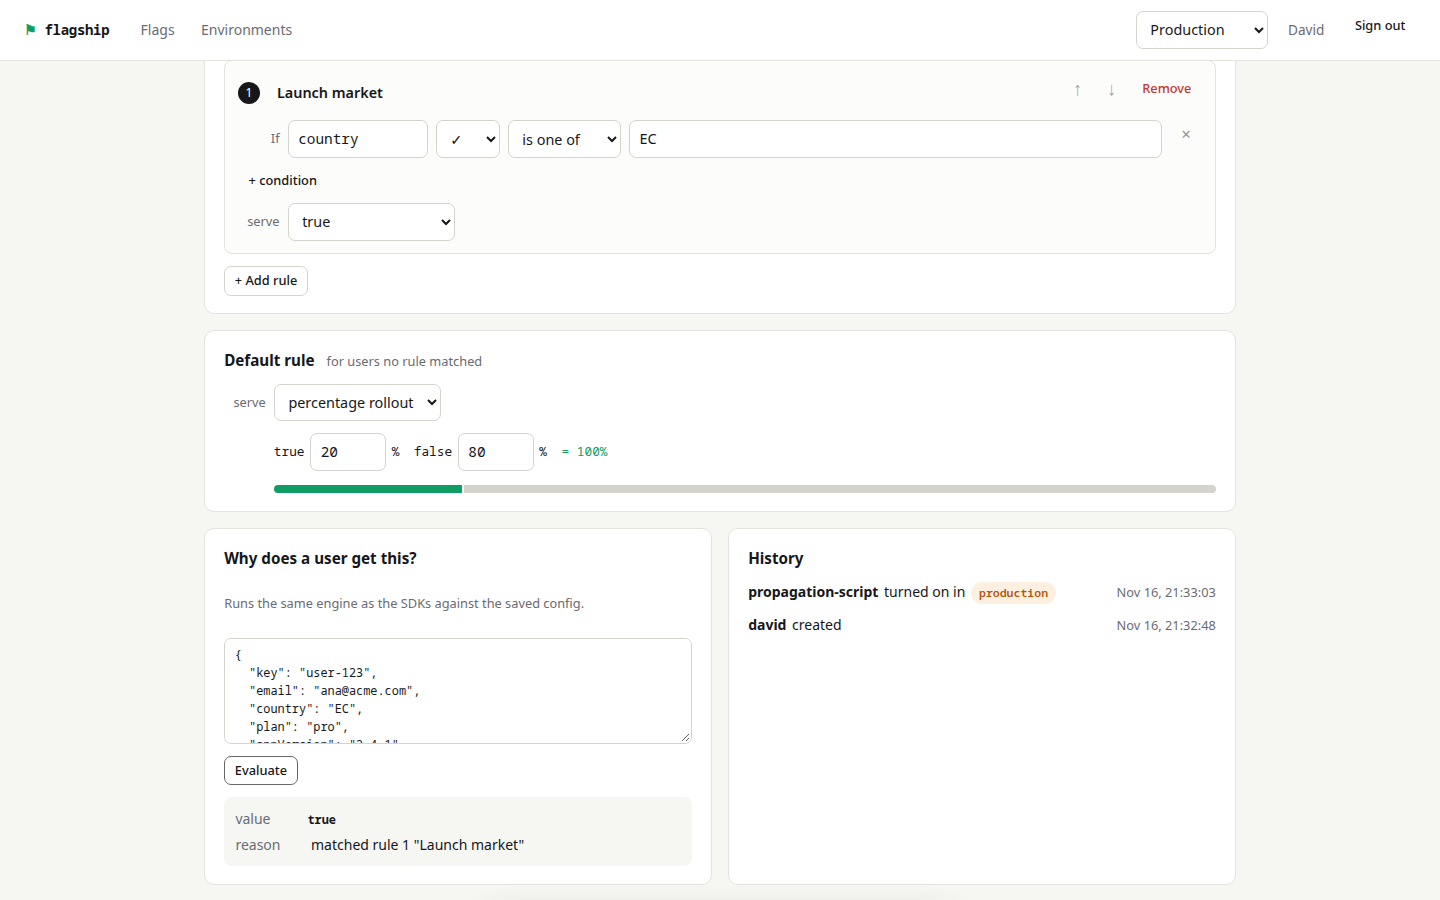 flagship Flags Environments Production David Sign out
1 Launch market ↑ ↓ Remove
If country ✓ is one of EC ×
+ condition
serve true
+ Add rule
Default rule for users no rule matched
serve percentage rollout
true 20 % false 80 % = 100%
Why does a user get this?
Runs the same engine as the SDKs against the saved config.
{
"key": "user-123",
"email": "ana@acme.com",
"country": "EC",
"plan": "pro",
"appVersion": "2.4.1"
Evaluate
value true
reason matched rule 1 "Launch market"
History
propagation-script turned on in production Nov 16, 21:33:03
david created Nov 16, 21:32:48